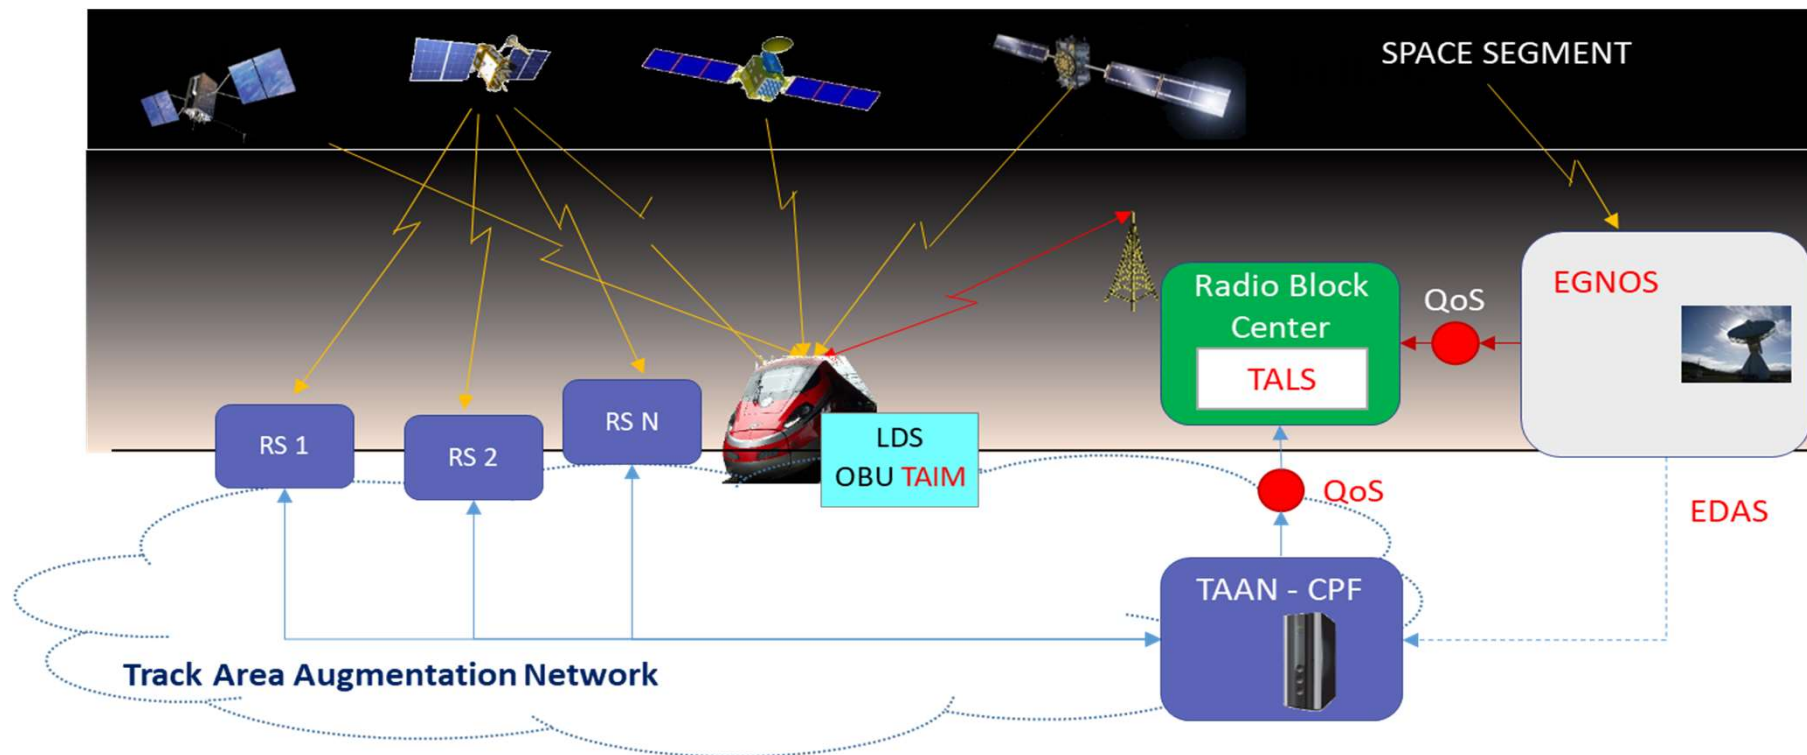 SPACE SEGMENT
EGNOS
Radio Block
Center
TALS
QoS
RS 1
RS 2
RS N
LDS
OBU TAIM
QoS
EDAS
TAAN - CPF
Track Area Augmentation Network